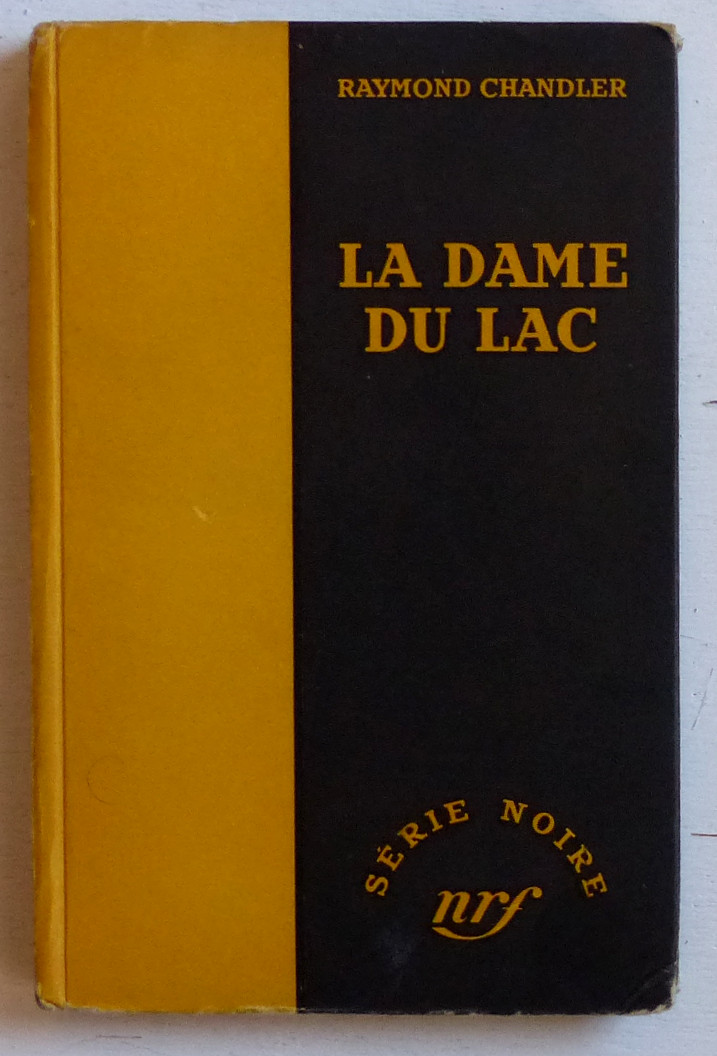 RAYMOND CHANDLER
LA DAME
DU LAC
SÉRIE NOIRE
nrf